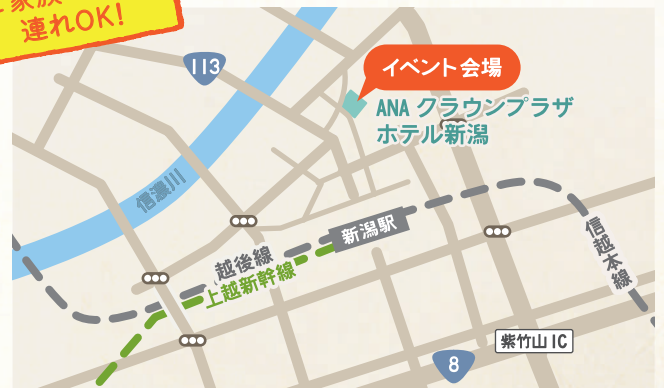 家族
連れOK!
113
イベント会場
ANA クラウンプラザ
ホテル新潟
信濃川
新潟駅
越後線
上越新幹線
信越本線
紫竹山IC
8